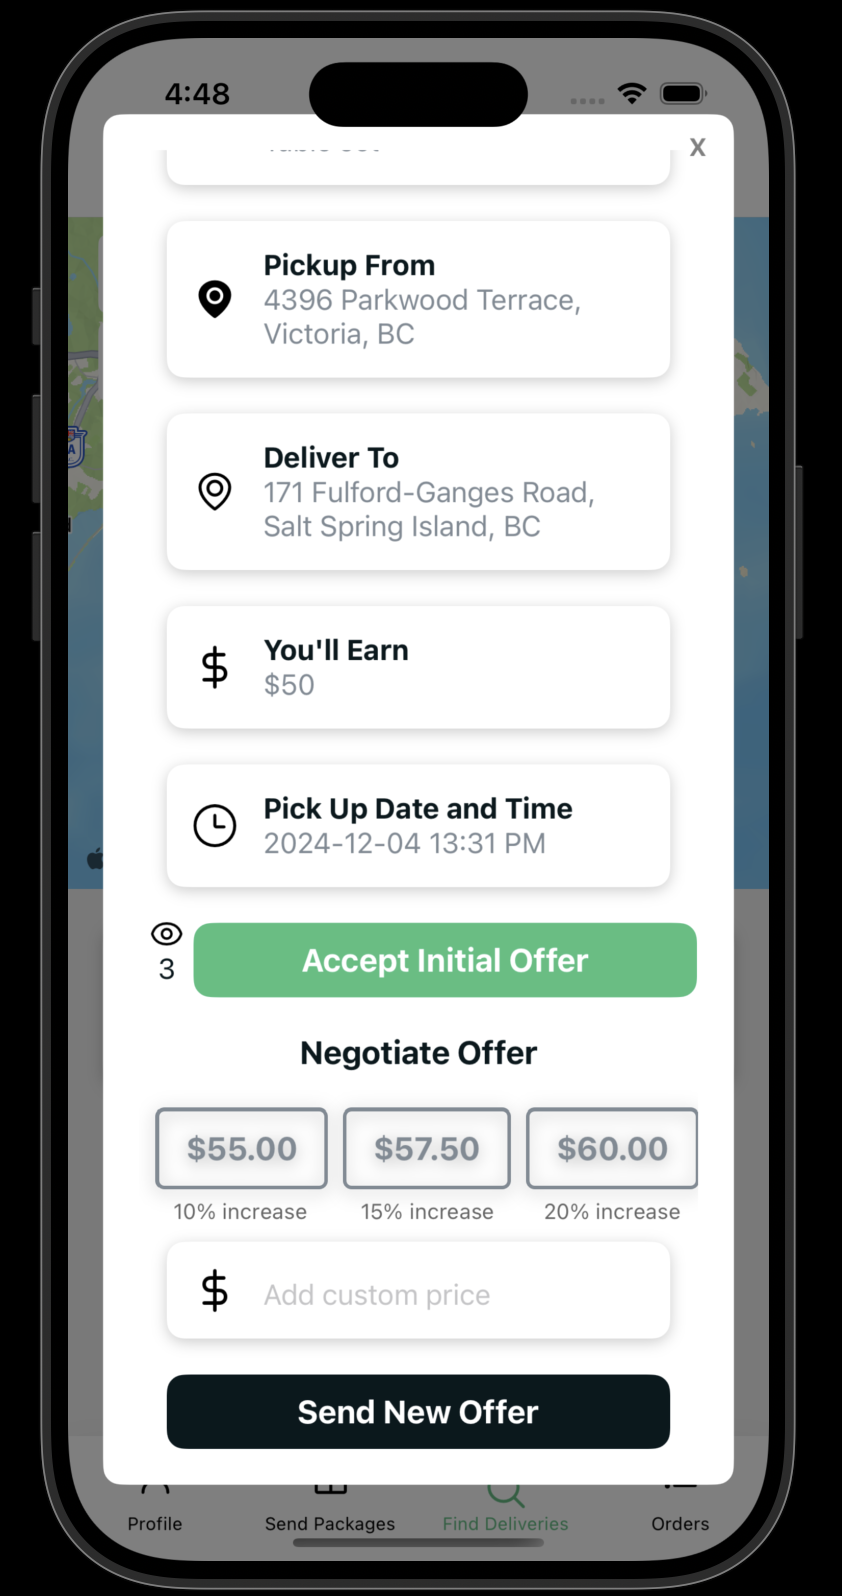 4:48
X
Pickup From
4396 Parkwood Terrace,
Victoria, BC
Deliver To
171 Fulford-Ganges Road,
Salt Spring Island, BC
You'll Earn
$50
Pick Up Date and Time
2024-12-04 13:31 PM
3
Accept Initial Offer
Negotiate Offer
$55.00 $57.50 $60.00
10% increase 15% increase 20% increase
Add custom price
Send New Offer
Profile Send Packages Find Deliveries Orders